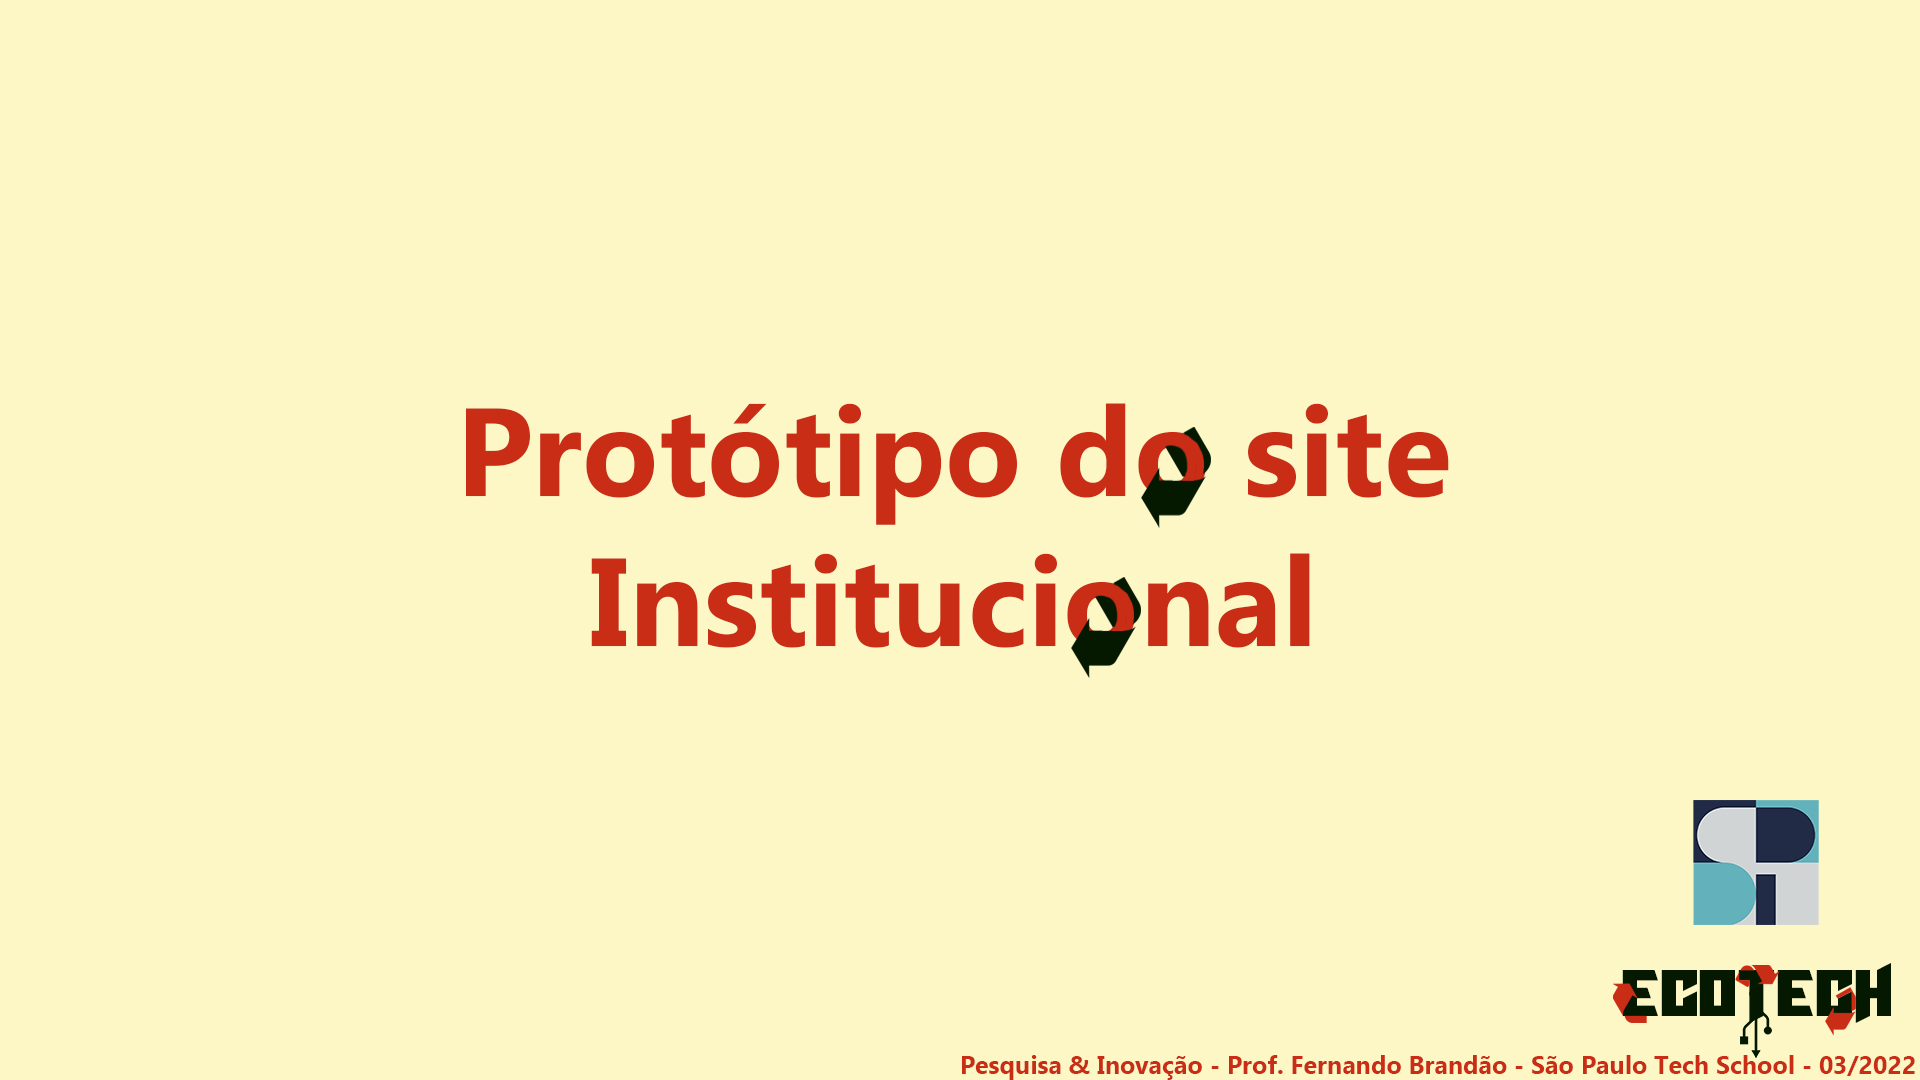 Protótipo do site
Institucional
ECOTECH
Pesquisa & Inovação - Prof. Fernando Brandão - São Paulo Tech School - 03/2022